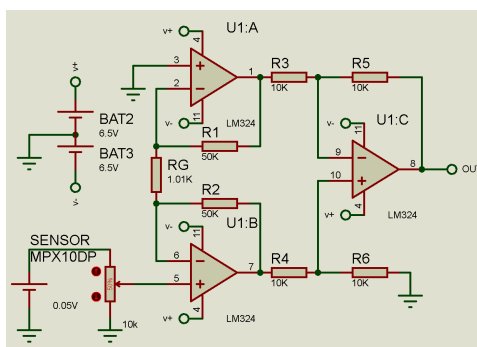 U1:A
v+
4
3
1
2
11
v-
LM324
R3
10K
R5
10K
v+
BAT2
6.5V
BAT3
6.5V
v-
R1
50K
RG
1.01K
R2
50K
U1:B
v-
11
6
7
5
4
v+
LM324
U1:C
v-
11
9
8
10
4
v+
LM324
OU
R4
10K
R6
10K
SENSOR
MPX10DP
0.05V
50%
10k